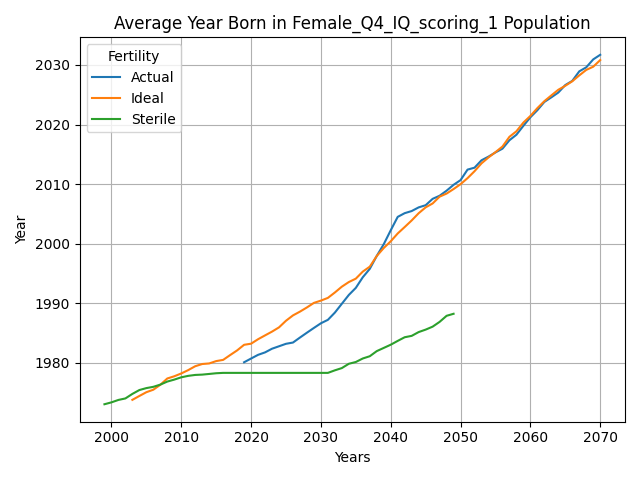 Average Year Born in Female_Q4_IQ_scoring_1 Population
Fertility
Actual
Ideal
Sterile
Year
2030
2020
2010
2000
1990
1980
2000 2010 2020 2030 2040 2050 2060 2070
Years